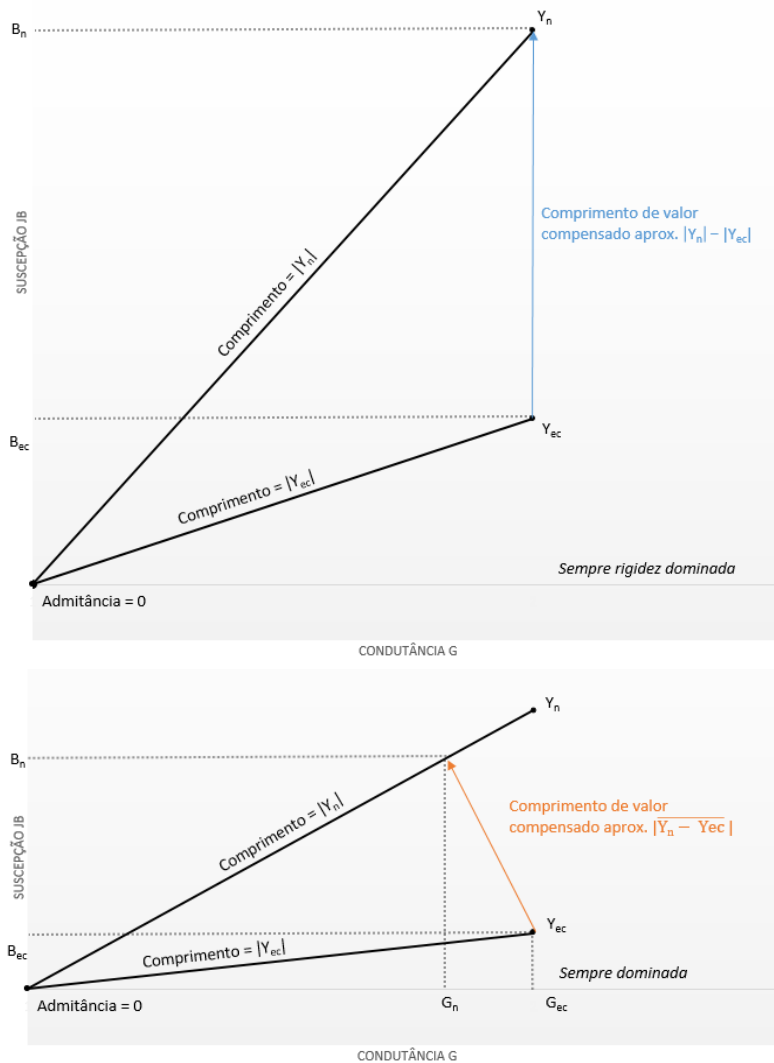 Bₙ
Yₙ
Comprimento de valor
compensado aprox. |Yₙ| – |Yec|
SUSCEPÇÃO JB
Comprimento = |Yₙ|
Bec
Yec
Comprimento = |Yec|
Sempre rigidez dominada
Admitância = 0
CONDUTÂNCIA G
Yₙ
Bₙ
Comprimento de valor
compensado aprox. |Yₙ − Yec|
Comprimento = |Yₙ|
SUSCEPÇÃO JB
Yec
Bec
Comprimento = |Yec|
Sempre dominada
Admitância = 0
Gₙ
Gec
CONDUTÂNCIA G